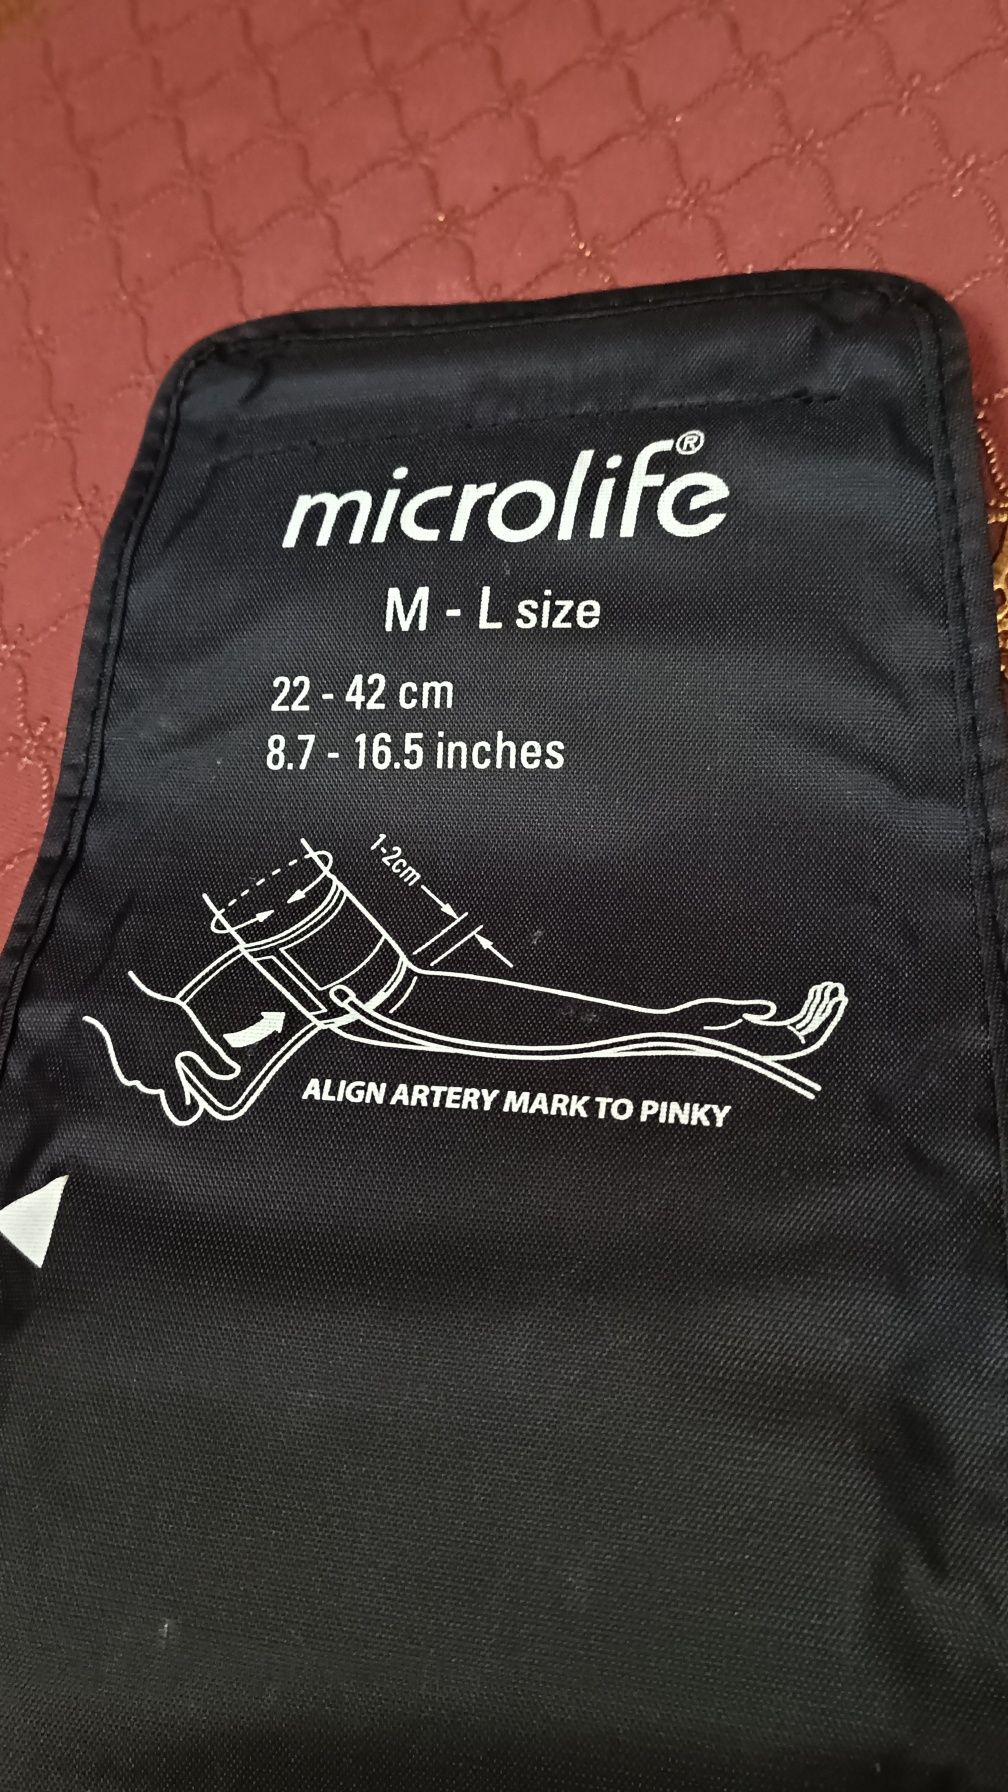 microlife®
M - L size
22 - 42 cm
8.7 - 16.5 inches
1-2cm
ALIGN ARTERY MARK TO PINKY